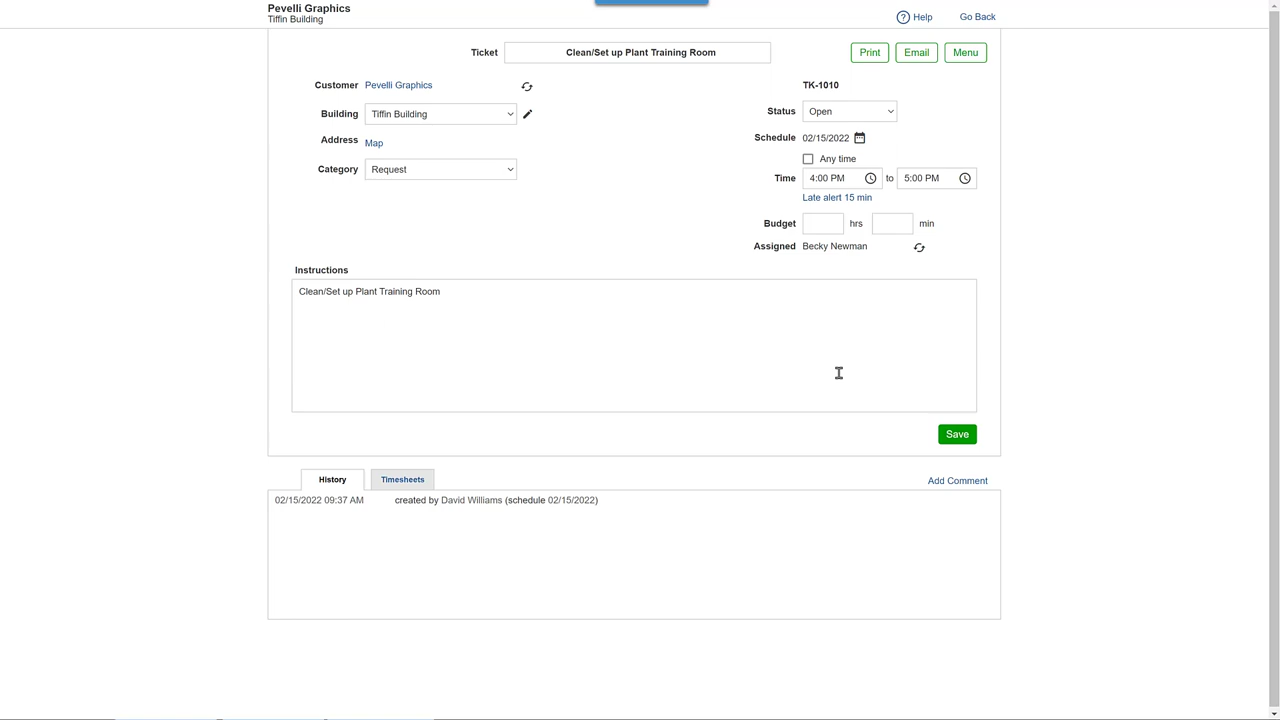 Pevelli Graphics
Tiffin Building
Help Go Back
Ticket Clean/Set up Plant Training Room Print Email Menu
Customer Pevelli Graphics TK-1010
Building Tiffin Building Status Open
Address Map Schedule 02/15/2022
Any time
Category Request Time 4:00 PM to 5:00 PM
Late alert 15 min
Budget hrs min
Assigned Becky Newman
Instructions
Clean/Set up Plant Training Room
Save
History Timesheets Add Comment
02/15/2022 09:37 AM created by David Williams (schedule 02/15/2022)